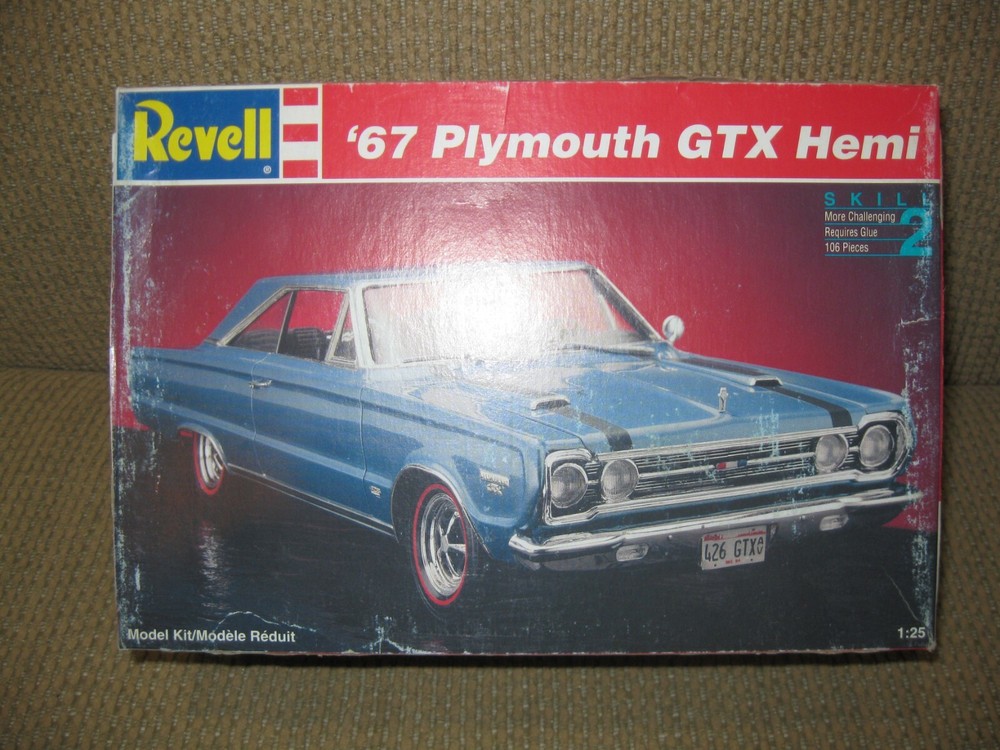 Revell
®
'67 Plymouth GTX Hemi
SKILL
2
More Challenging
Requires Glue
106 Pieces
426 GTX
Model Kit/Modèle Réduit
1:25